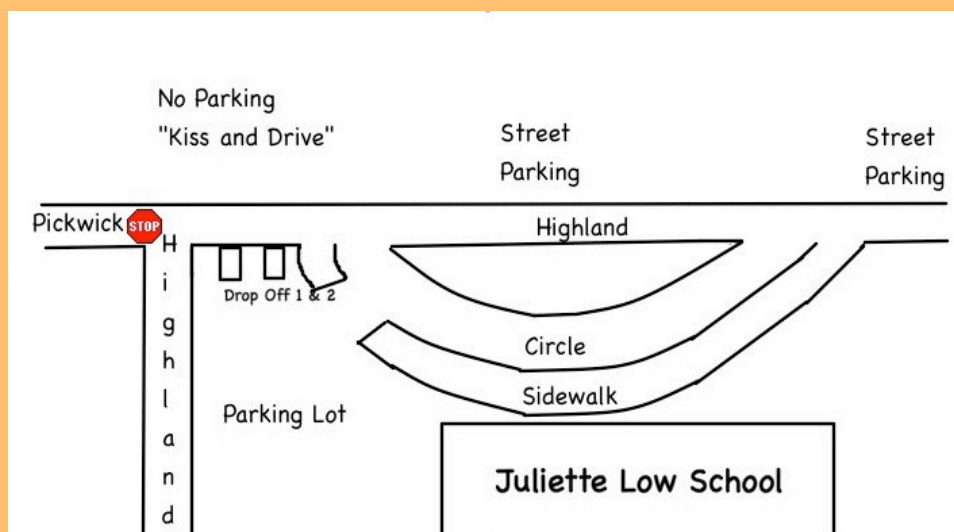 No Parking
"Kiss and Drive"
Street
Parking
Street
Parking
Pickwick
STOP
Highland
Highland
Drop Off 1 & 2
Circle
Sidewalk
Parking Lot
Juliette Low School